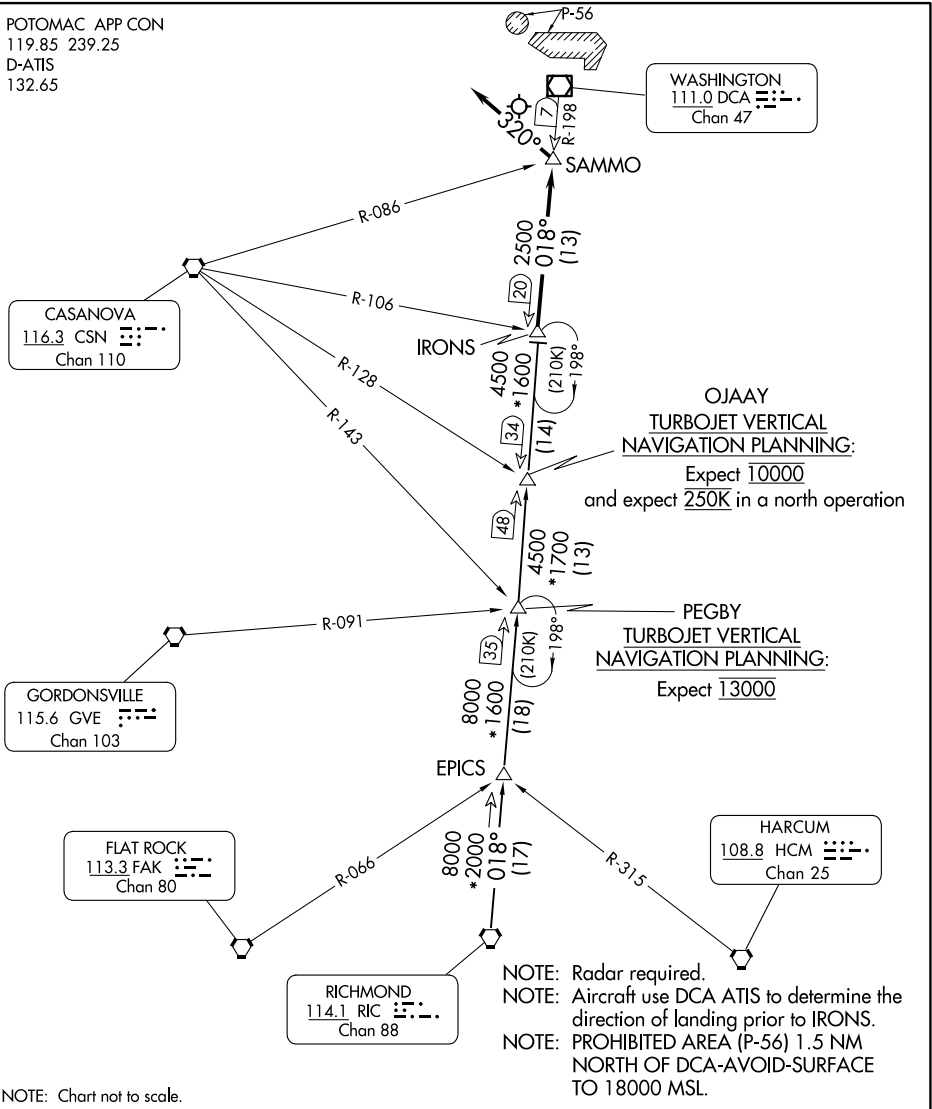 POTOMAC APP CON
119.85 239.25
D-ATIS
132.65
P-56
WASHINGTON
111.0 DCA
Chan 47
7
R-198
320°
SAMMO
R-086
2500
018°
(13)
CASANOVA
116.3 CSN
Chan 110
R-106
20
IRONS
R-128
4500
*1600
(14)
(210K)
198°
R-143
34
OJAAY
TURBOJET VERTICAL
NAVIGATION PLANNING:
Expect 10000
and expect 250K in a north operation
48
4500
*1700
(13)
R-091
PEGBY
TURBOJET VERTICAL
NAVIGATION PLANNING:
Expect 13000
35
(210K)
198°
GORDONSVILLE
115.6 GVE
Chan 103
8000
*1600
(18)
EPICS
FLAT ROCK
113.3 FAK
Chan 80
R-066
8000
*2000
018°
(17)
R-315
HARCUM
108.8 HCM
Chan 25
RICHMOND
114.1 RIC
Chan 88
NOTE: Radar required.
NOTE: Aircraft use DCA ATIS to determine the
direction of landing prior to IRONS.
NOTE: PROHIBITED AREA (P-56) 1.5 NM
NORTH OF DCA-AVOID-SURFACE
TO 18000 MSL.
NOTE: Chart not to scale.